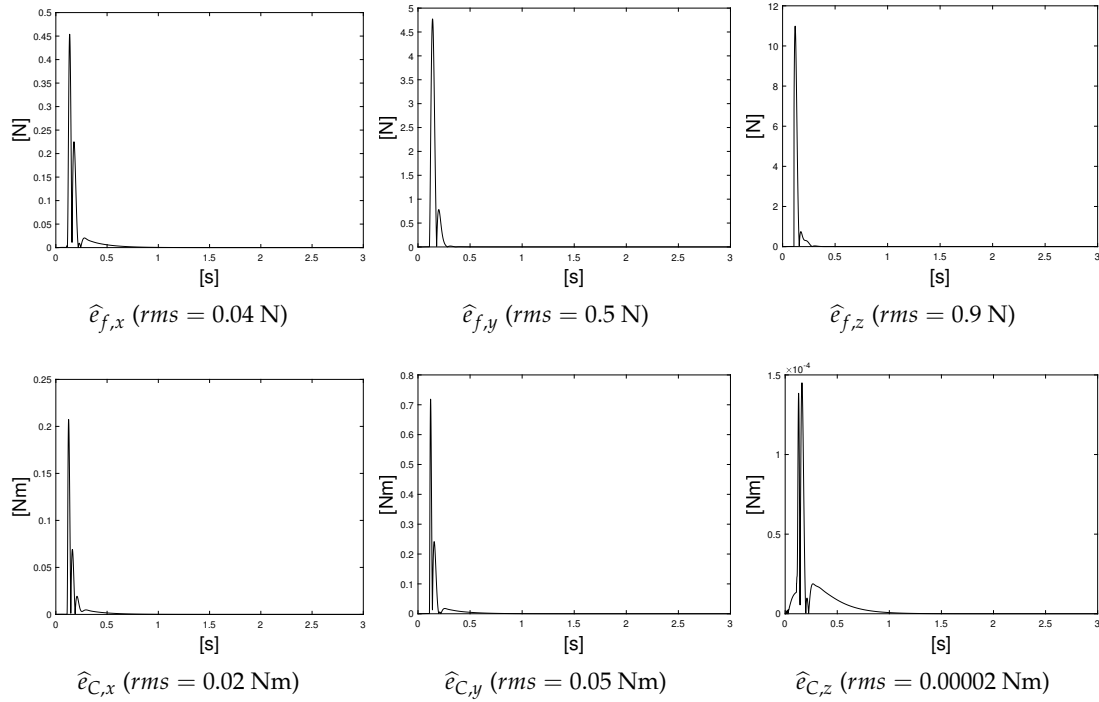 0.5
0.45
0.4
0.35
0.3
0.25
0.2
0.15
0.1
0.05
0
[N]
0 0.5 1 1.5 2 2.5 3
[s]
ê_{f,x} (rms = 0.04 N)
5
4.5
4
3.5
3
2.5
2
1.5
1
0.5
0
[N]
0 0.5 1 1.5 2 2.5 3
[s]
ê_{f,y} (rms = 0.5 N)
12
10
8
6
4
2
0
[N]
0 0.5 1 1.5 2 2.5 3
[s]
ê_{f,z} (rms = 0.9 N)
0.25
0.2
0.15
0.1
0.05
0
[Nm]
0 0.5 1 1.5 2 2.5 3
[s]
ê_{C,x} (rms = 0.02 Nm)
0.8
0.7
0.6
0.5
0.4
0.3
0.2
0.1
0
[Nm]
0 0.5 1 1.5 2 2.5 3
[s]
ê_{C,y} (rms = 0.05 Nm)
×10⁻⁴
1.5
1
0.5
0
[Nm]
0 0.5 1 1.5 2 2.5 3
[s]
ê_{C,z} (rms = 0.00002 Nm)